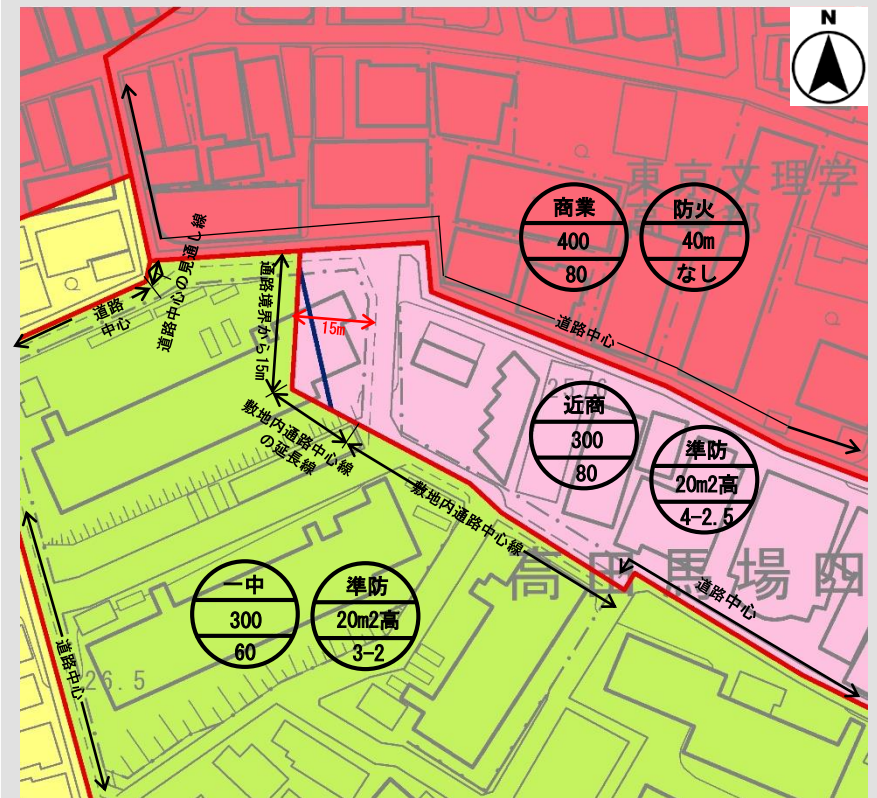 N
東京文理学
商業
400
80
防火
40m
なし
道路中心の見通し線
道路
中心
通路境界から15m
15m
道路中心
近商
300
80
準防
20m2高
4-2.5
敷地内通路中心線
の延長線
敷地内通路中心線
高田馬場四
道路中心
一中
300
60
準防
20m2高
3-2
道路中心
26.5